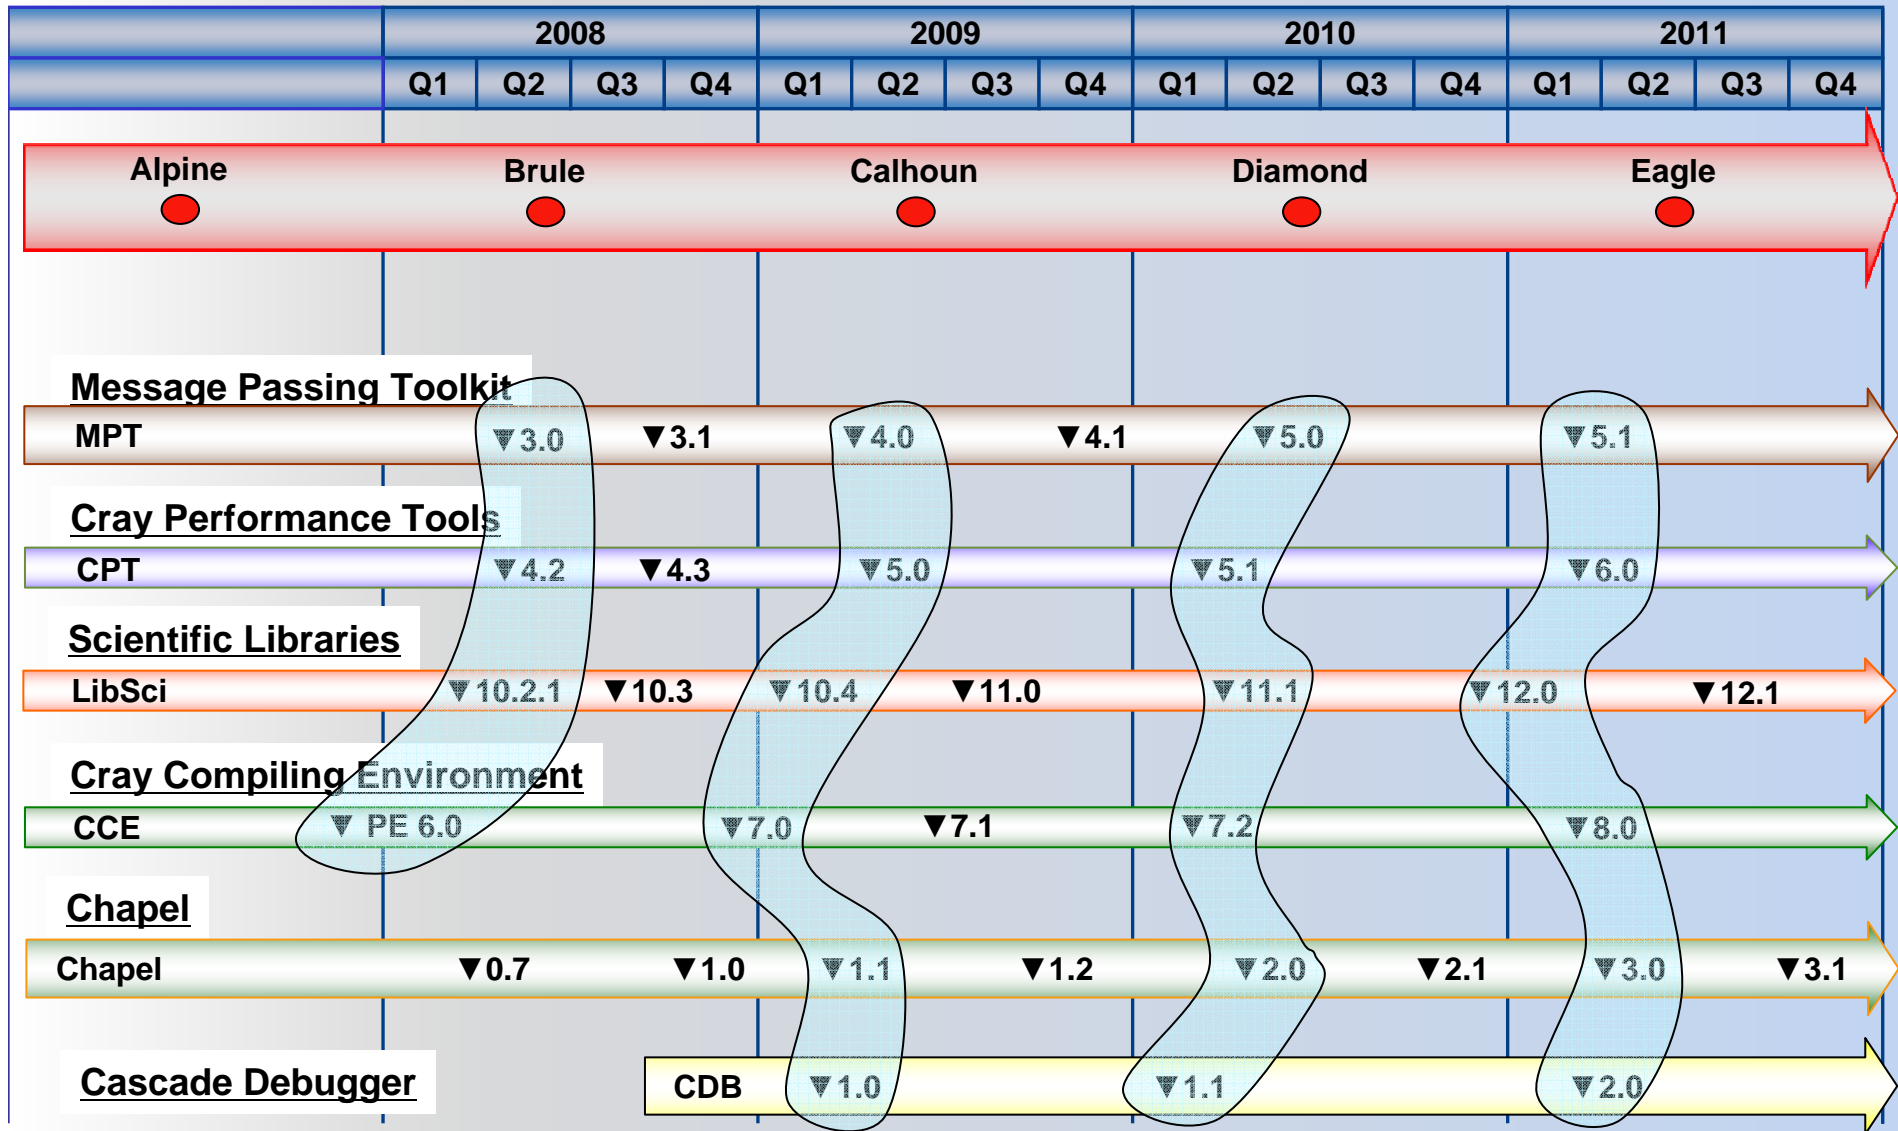 2008 2009 2010 2011
Q1 Q2 Q3 Q4 Q1 Q2 Q3 Q4 Q1 Q2 Q3 Q4 Q1 Q2 Q3 Q4
Alpine Brule Calhoun Diamond Eagle
Message Passing Toolkit
MPT ▼3.0 ▼3.1 ▼4.0 ▼4.1 ▼5.0 ▼5.1
Cray Performance Tools
CPT ▼4.2 ▼4.3 ▼5.0 ▼5.1 ▼6.0
Scientific Libraries
LibSci ▼10.2.1 ▼10.3 ▼10.4 ▼11.0 ▼11.1 ▼12.0 ▼12.1
Cray Compiling Environment
CCE ▼ PE 6.0 ▼7.0 ▼7.1 ▼7.2 ▼8.0
Chapel
Chapel ▼0.7 ▼1.0 ▼1.1 ▼1.2 ▼2.0 ▼2.1 ▼3.0 ▼3.1
Cascade Debugger CDB ▼1.0 ▼1.1 ▼2.0